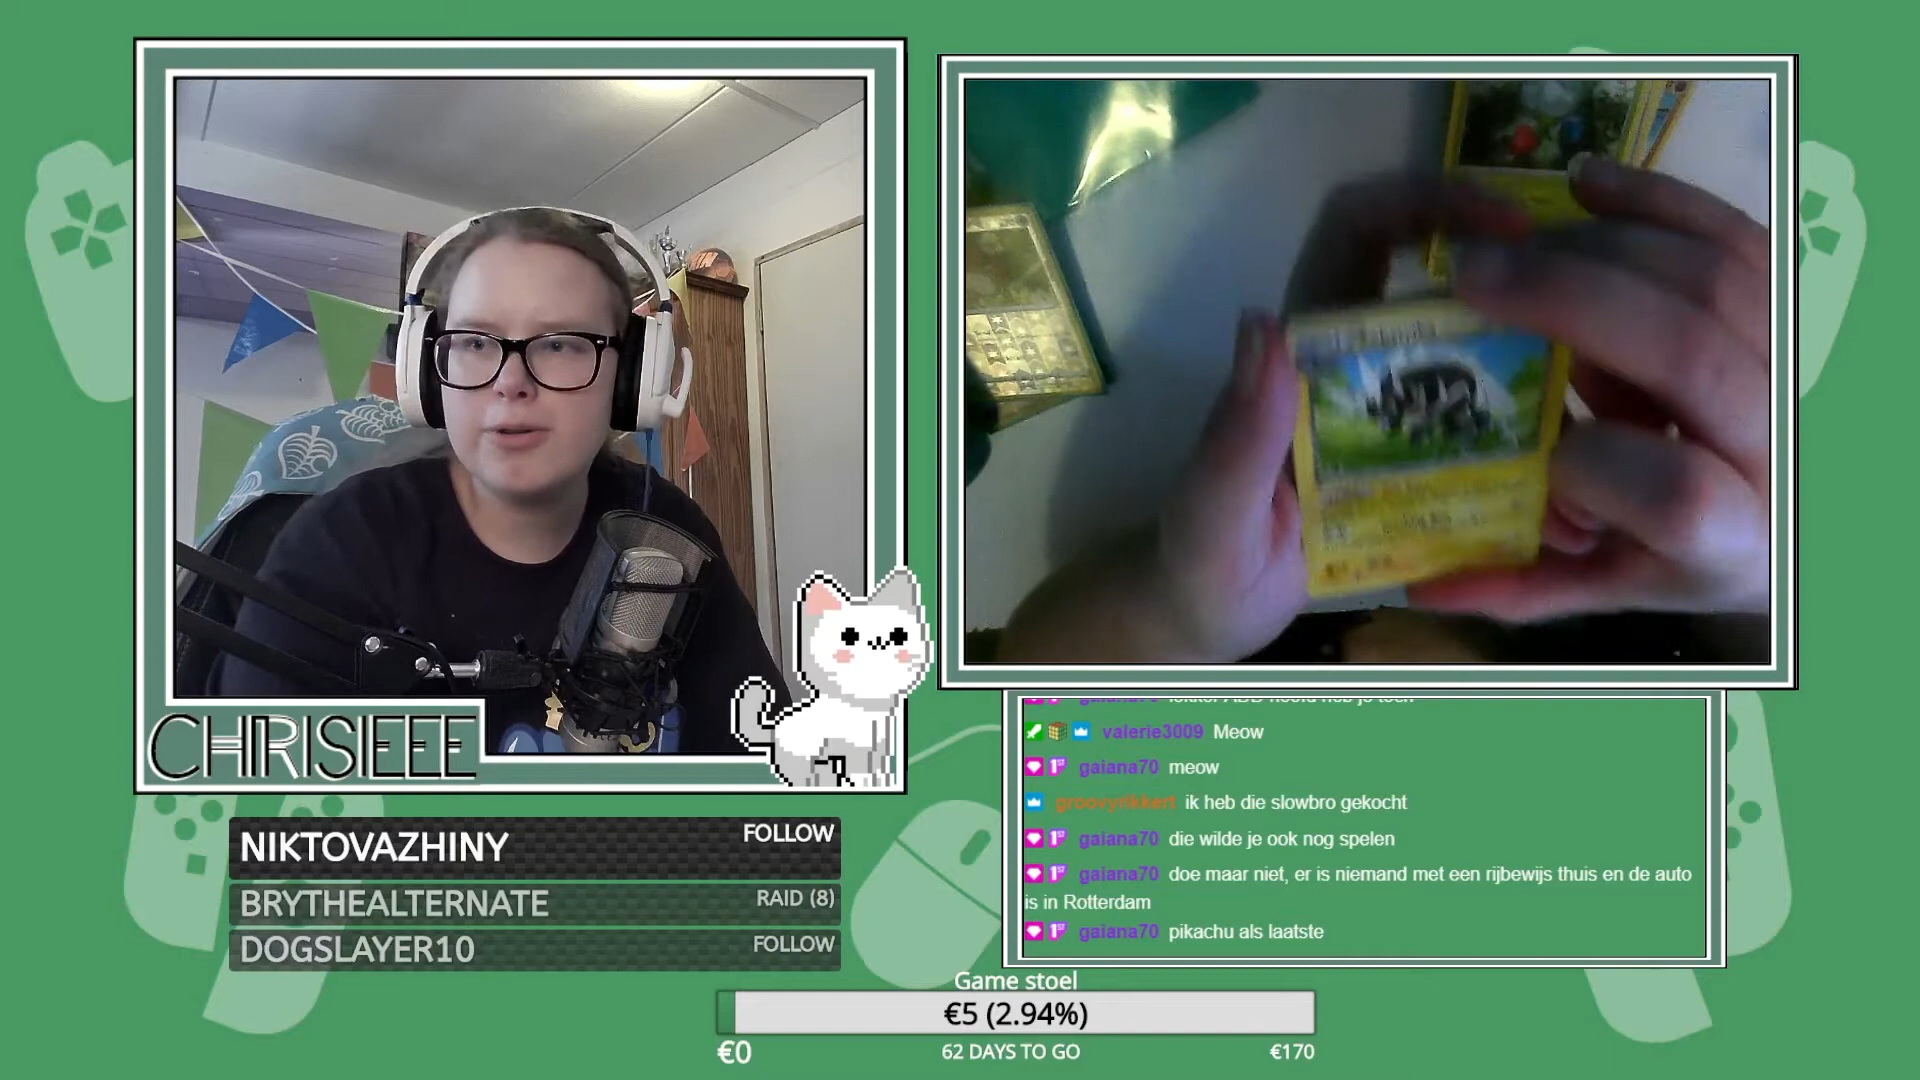 CHRISIEEE
NIKTOVAZHINY FOLLOW
BRYTHEALTERNATE RAID (8)
DOGSLAYER10 FOLLOW
valerie3009 Meow
gaiana70 meow
groovyrikkert ik heb die slowbro gekocht
gaiana70 die wilde je ook nog spelen
gaiana70 doe maar niet, er is niemand met een rijbewijs thuis en de auto
is in Rotterdam
gaiana70 pikachu als laatste
Game stoel
€5 (2.94%)
€0 62 DAYS TO GO €170